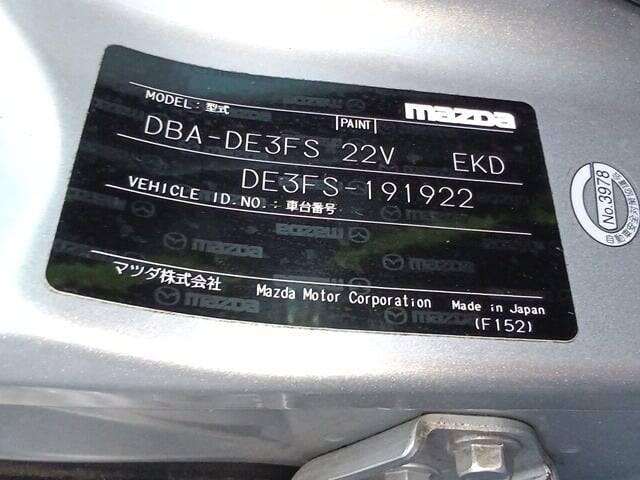 MODEL: 型式
mazda
PAINT
DBA-DE3FS 22V EKD
DE3FS-191922
VEHICLE ID.NO.: 車台番号
マツダ株式会社
Mazda Motor Corporation Made in Japan
(F152)
No.3978